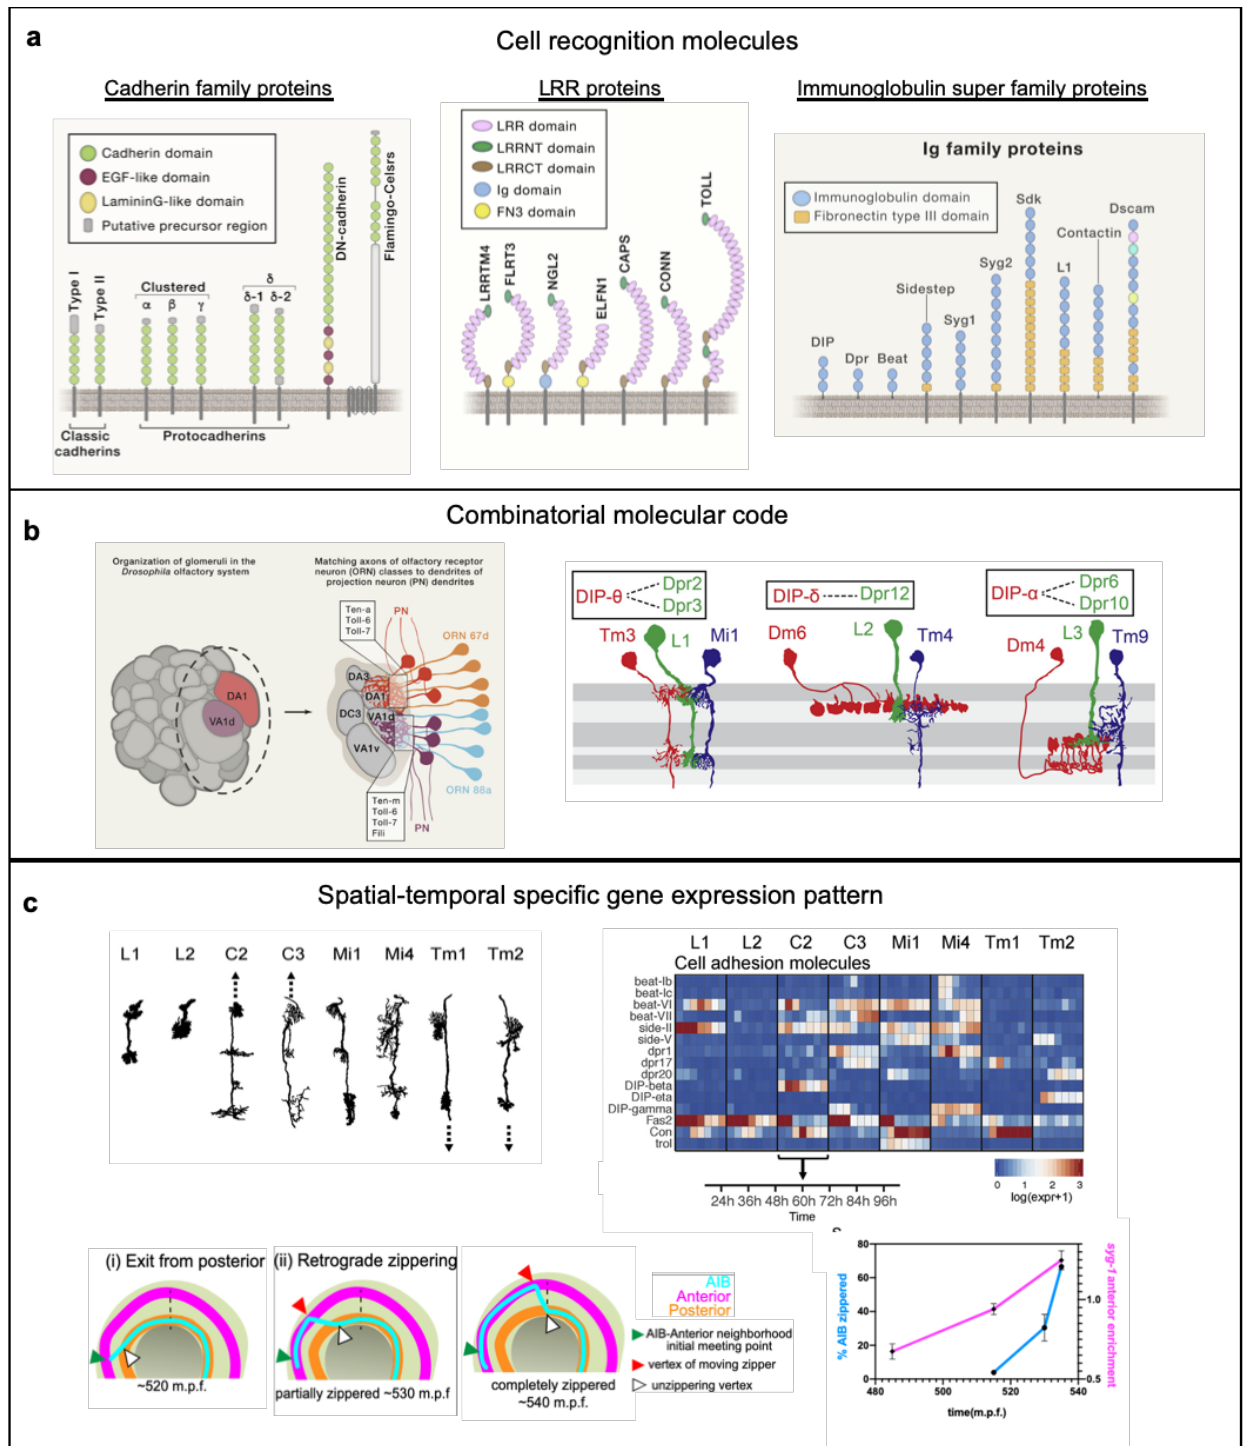 a
Cell recognition molecules
Cadherin family proteins
LRR proteins
Immunoglobulin super family proteins
Cadherin domain
EGF-like domain
LamininG-like domain
Putative precursor region
Type I
Type II
Clustered
α β γ
δ
δ-1 δ-2
DN-cadherin
Flamingo-Celsrs
Classic
cadherins
Protocadherins
LRR domain
LRRNT domain
LRRCT domain
Ig domain
FN3 domain
LRRTM4
FLRT3
NGL2
ELFN1
CAPS
CONN
TOLL
Ig family proteins
Immunoglobulin domain
Fibronectin type III domain
DIP
Dpr
Beat
Sidestep
Syg1
Syg2
Sdk
L1
Contactin
Dscam
b
Combinatorial molecular code
Organization of glomeruli in the
Drosophila olfactory system
DA1
VA1d
Matching axons of olfactory receptor
neuron (ORN) classes to dendrites of
projection neuron (PN) dendrites
Ten-a
Toll-6
Toll-7
PN
ORN 67d
DA3
DA1
DC3
VA1d
VA1v
ORN 88a
Ten-m
Toll-6
Toll-7
Fili
PN
DIP-θ
Dpr2
Dpr3
Tm3
L1
Mi1
DIP-δ
Dpr12
Dm6
L2
Tm4
DIP-α
Dpr6
Dpr10
Dm4
L3
Tm9
c
Spatial-temporal specific gene expression pattern
L1 L2 C2 C3 Mi1 Mi4 Tm1 Tm2
L1 L2 C2 C3 Mi1 Mi4 Tm1 Tm2
Cell adhesion molecules
beat-Ib
beat-Ic
beat-VI
beat-VII
side-II
side-V
dpr1
dpr17
dpr20
DIP-beta
DIP-eta
DIP-gamma
Fas2
Con
trol
0 1 2 3
log(expr+1)
24h 36h 48h 60h 72h 84h 96h
Time
(i) Exit from posterior
~520 m.p.f.
(ii) Retrograde zippering
partially zippered ~530 m.p.f
completely zippered
~540 m.p.f.
AIB
Anterior
Posterior
AIB-Anterior neighborhood
initial meeting point
vertex of moving zipper
unzippering vertex
% AIB zippered
80
60
40
20
0
480 500 520 540
time(m.p.f.)
1.0
0.5
syg-1 anterior enrichment